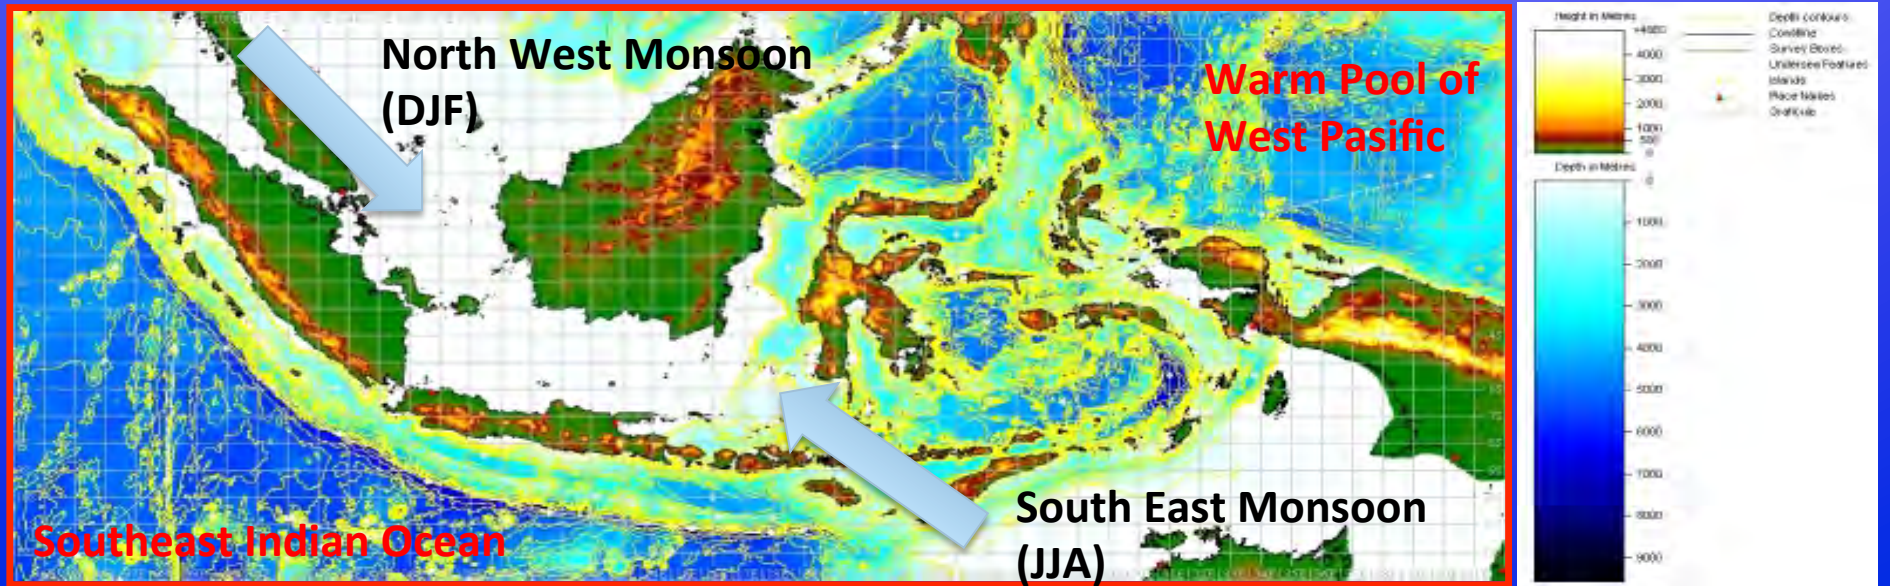 North West Monsoon
(DJF)
Warm Pool of
West Pasific
Southeast Indian Ocean
South East Monsoon
(JJA)
Height in Metres
4000
3000
2000
1000
500
0
Depth in Metres
0
1000
2000
3000
4000
5000
6000
7000
8000
9000
Depth contours
Coastline
Survey Boxes
Undersea Features
Islands
Place Names
Graticule